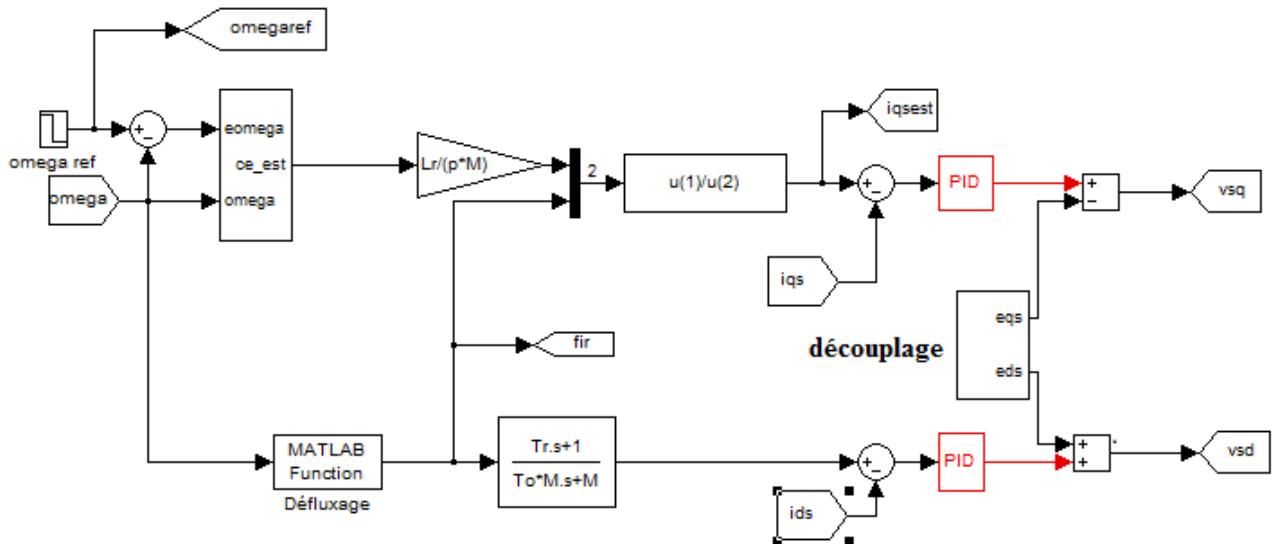 omegaref
omega ref
omega
+
-
eomega
ce_est
omega
Lr/(p*M)
2
u(1)/u(2)
iqsest
+
-
PID
+
-
vsq
iqs
découplage
eqs
eds
fir
MATLAB
Function
Défluxage
Tr.s+1
To*M.s+M
+
-
PID
+
+
vsd
ids